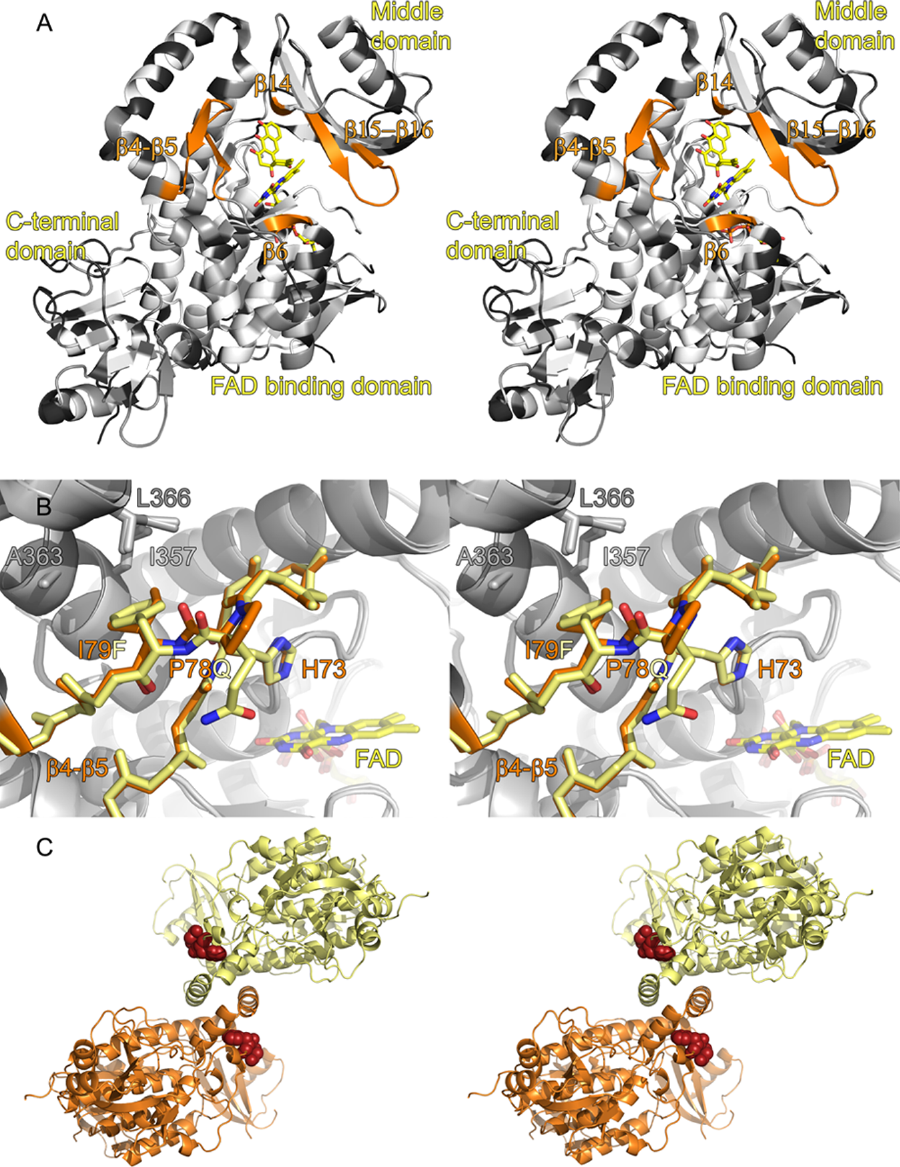 A
Middle
domain
β14
β15–β16
β4-β5
C-terminal
domain
β6
FAD binding domain
Middle
domain
β14
β15–β16
β4-β5
C-terminal
domain
β6
FAD binding domain
B
L366
A363
I357
I79F
P78Q
H73
β4-β5
FAD
L366
A363
I357
I79F
P78Q
H73
β4-β5
FAD
C